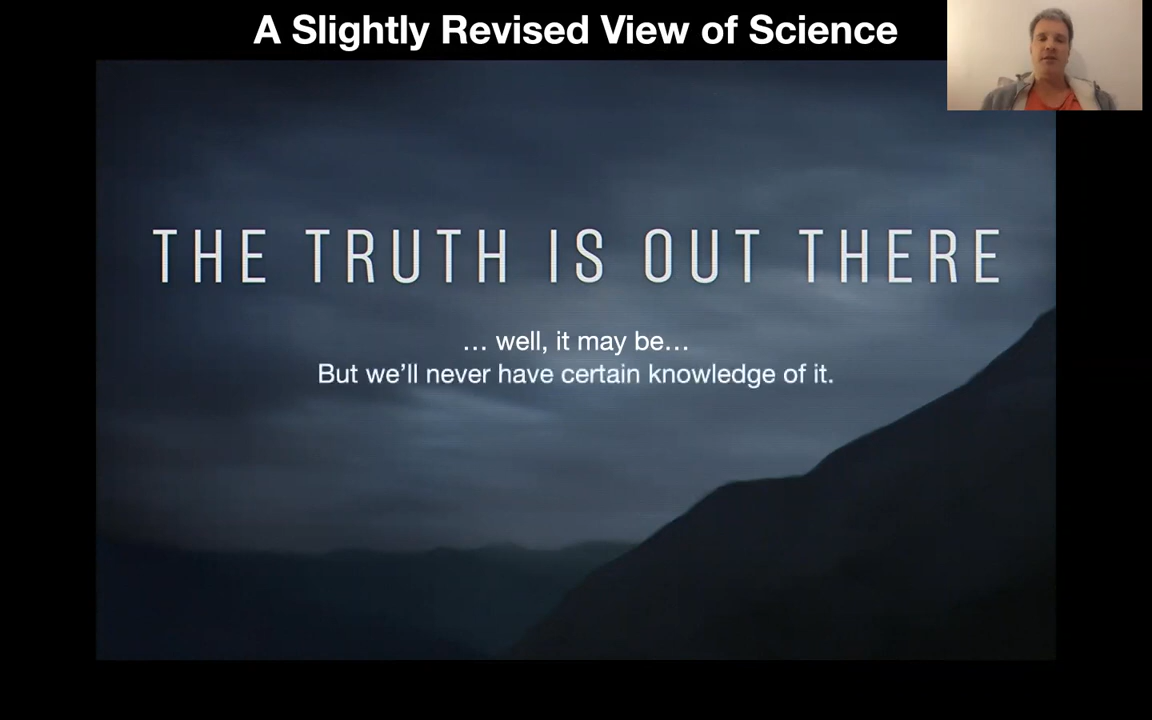 A Slightly Revised View of Science
THE TRUTH IS OUT THERE
… well, it may be…
But we’ll never have certain knowledge of it.